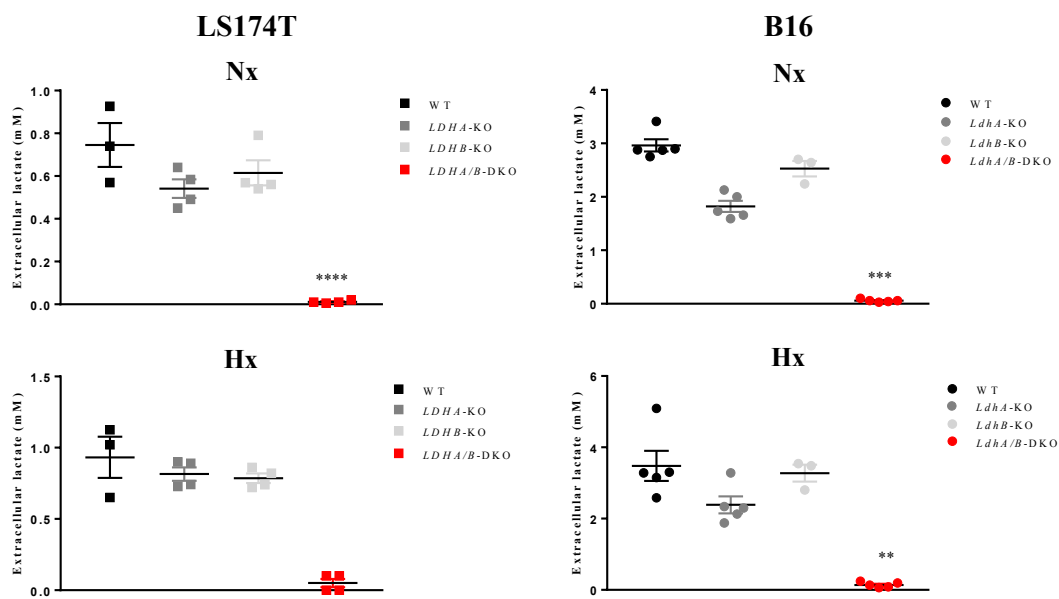 LS174T
Nx
Extracellular lactate (mM)
1.0
0.8
0.6
0.4
0.2
0.0
****
WT
LDHA-KO
LDHB-KO
LDHA/B-DKO
B16
Nx
Extracellular lactate (mM)
4
3
2
1
0
***
WT
LdhA-KO
LdhB-KO
LdhA/B-DKO
Hx
Extracellular lactate (mM)
1.5
1.0
0.5
0.0
WT
LDHA-KO
LDHB-KO
LDHA/B-DKO
Hx
Extracellular lactate (mM)
6
4
2
0
**
WT
LdhA-KO
LdhB-KO
LdhA/B-DKO